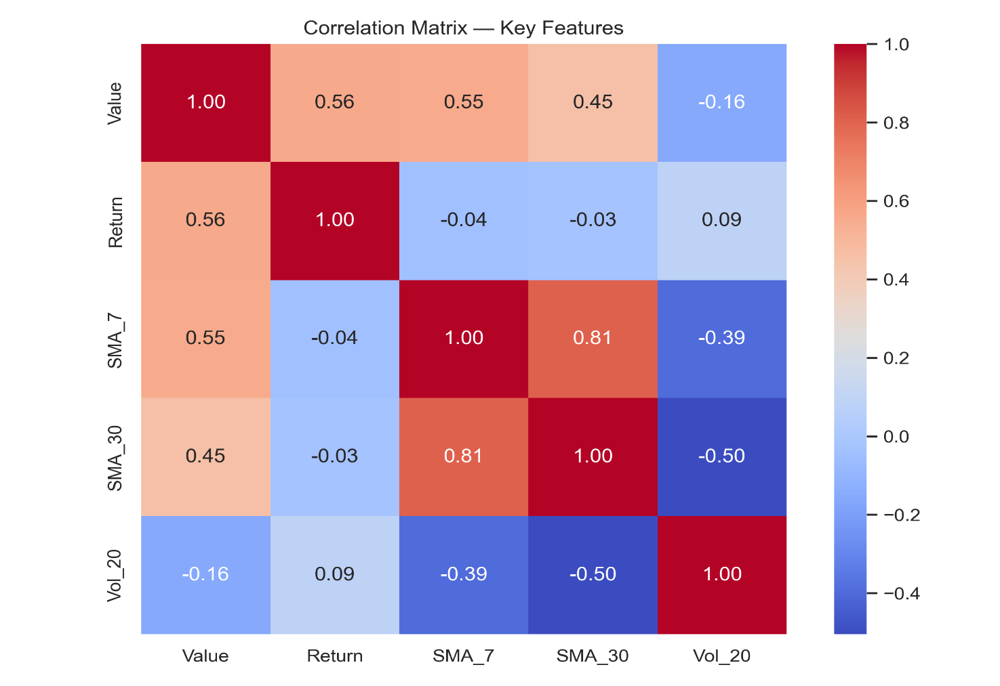 Correlation Matrix — Key Features
Value 1.00 0.56 0.55 0.45 -0.16
Return 0.56 1.00 -0.04 -0.03 0.09
SMA_7 0.55 -0.04 1.00 0.81 -0.39
SMA_30 0.45 -0.03 0.81 1.00 -0.50
Vol_20 -0.16 0.09 -0.39 -0.50 1.00
Value Return SMA_7 SMA_30 Vol_20
1.0
0.8
0.6
0.4
0.2
0.0
−0.2
−0.4